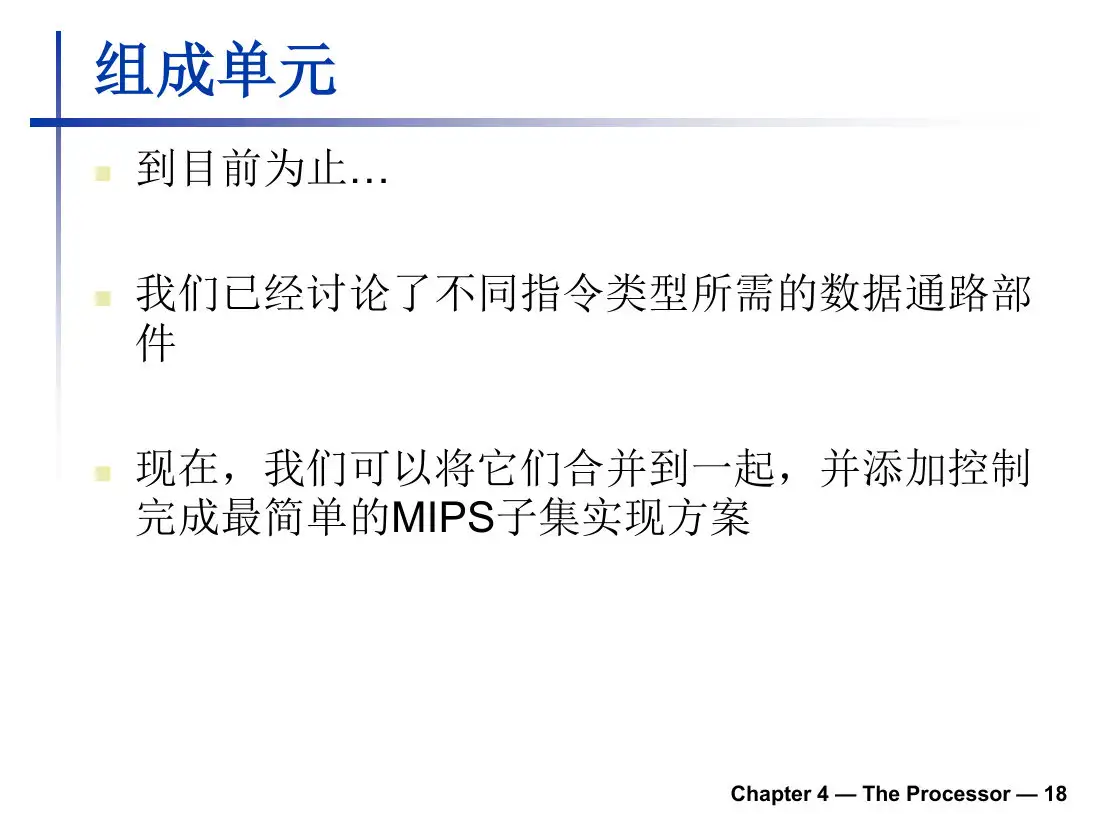 组成单元
到目前为止…
我们已经讨论了不同指令类型所需的数据通路部
件
现在，我们可以将它们合并到一起，并添加控制
完成最简单的MIPS子集实现方案
Chapter 4 — The Processor — 18